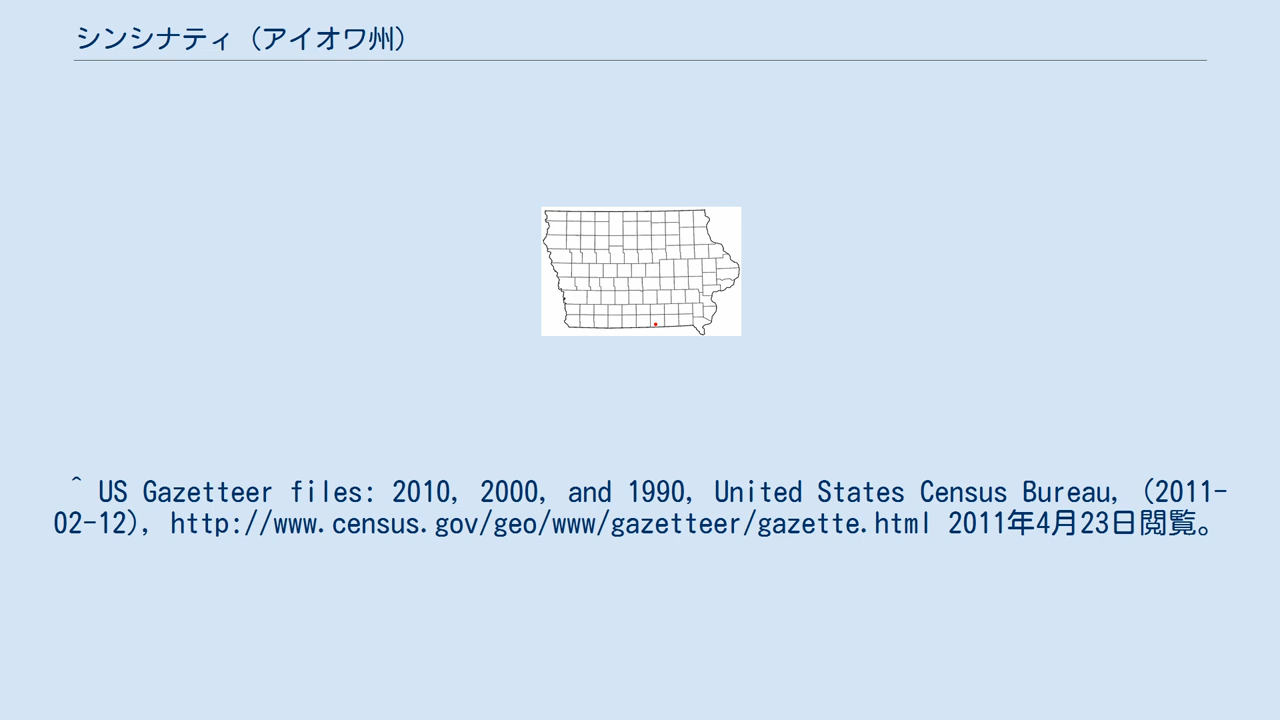 シンシナティ（アイオワ州）
^ US Gazetteer files: 2010, 2000, and 1990, United States Census Bureau, (2011-
02-12), http://www.census.gov/geo/www/gazetteer/gazette.html 2011年4月23日閲覧。